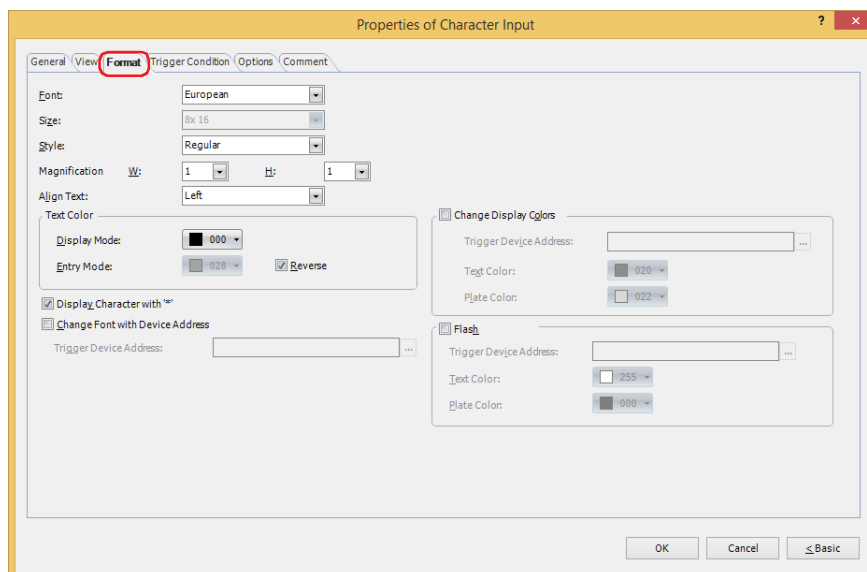 Properties of Character Input
?
General View Format Trigger Condition Options Comment
Font: European
Size: 8x 16
Style: Regular
Magnification W: 1 H: 1
Align Text: Left
Text Color
Display Mode: 000
Entry Mode: 028 Reverse
Display Character with '*'
Change Font with Device Address
Trigger Device Address: ...
Change Display Colors
Trigger Device Address: ...
Text Color: 020
Plate Color: 022
Flash
Trigger Device Address: ...
Text Color: 255
Plate Color: 000
OK Cancel < Basic